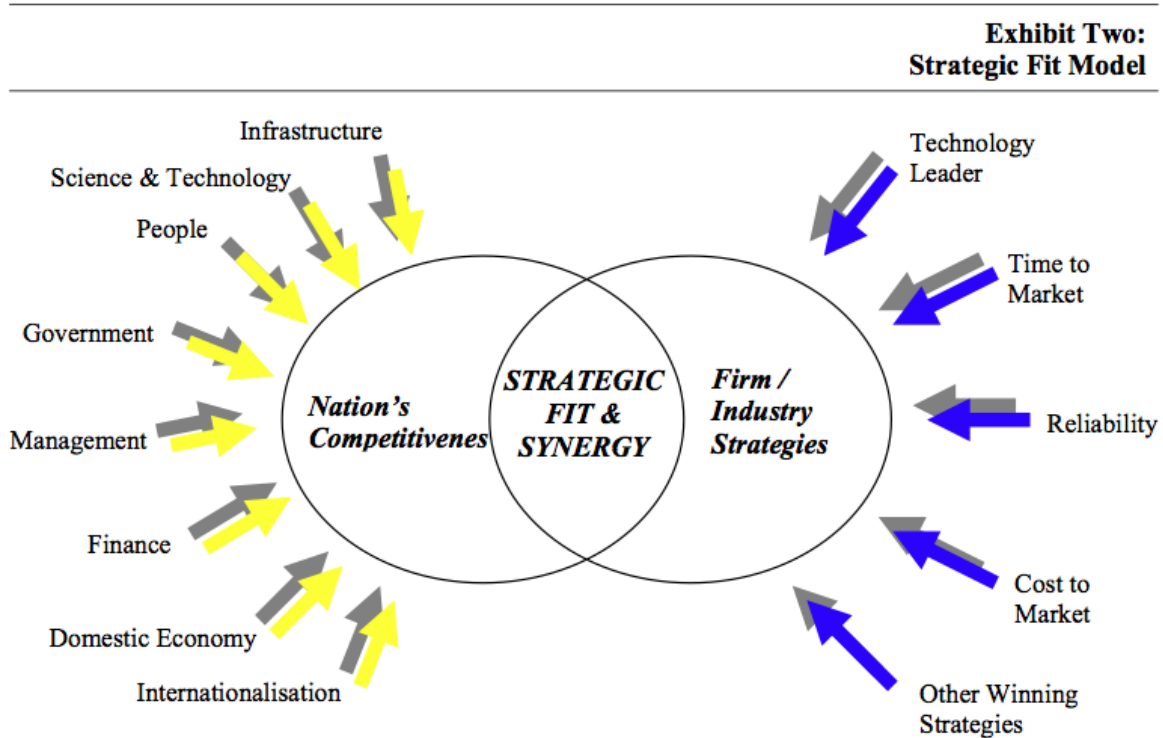 Exhibit Two:
Strategic Fit Model
Infrastructure
Science & Technology
People
Government
Management
Finance
Domestic Economy
Internationalisation
Nation's
Competitivenes
STRATEGIC
FIT &
SYNERGY
Firm /
Industry
Strategies
Technology
Leader
Time to
Market
Reliability
Cost to
Market
Other Winning
Strategies